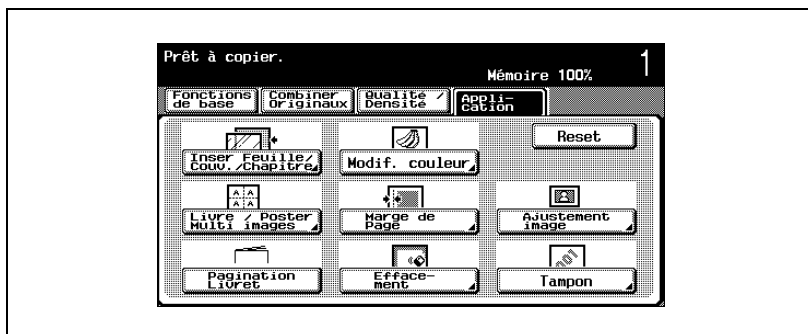 Prêt à copier.
1
Mémoire 100%
Fonctions
de base
Combiner
Originaux
Qualité /
Densité
Appli-
cation
Reset
Inser Feuille/
Couv./Chapitre
Modif. couleur
Livre / Poster
Multi images
Marge de
Page
Ajustement
image
Pagination
Livret
Efface-
ment
Tampon